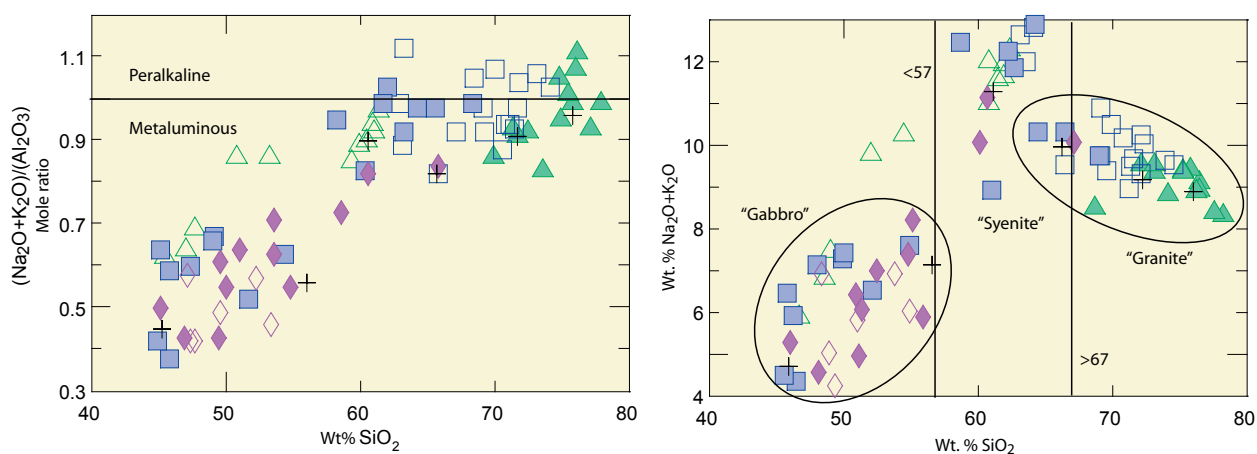 (Na₂O+K₂O)/(Al₂O₃)
Mole ratio
1.1
0.9
0.7
0.5
0.3
Peralkaline
Metaluminous
40
50
60
70
80
Wt% SiO₂
Wt. % Na₂O+K₂O
12
10
8
6
4
<57
>67
"Gabbro"
"Syenite"
"Granite"
40
50
60
70
80
Wt. % SiO₂